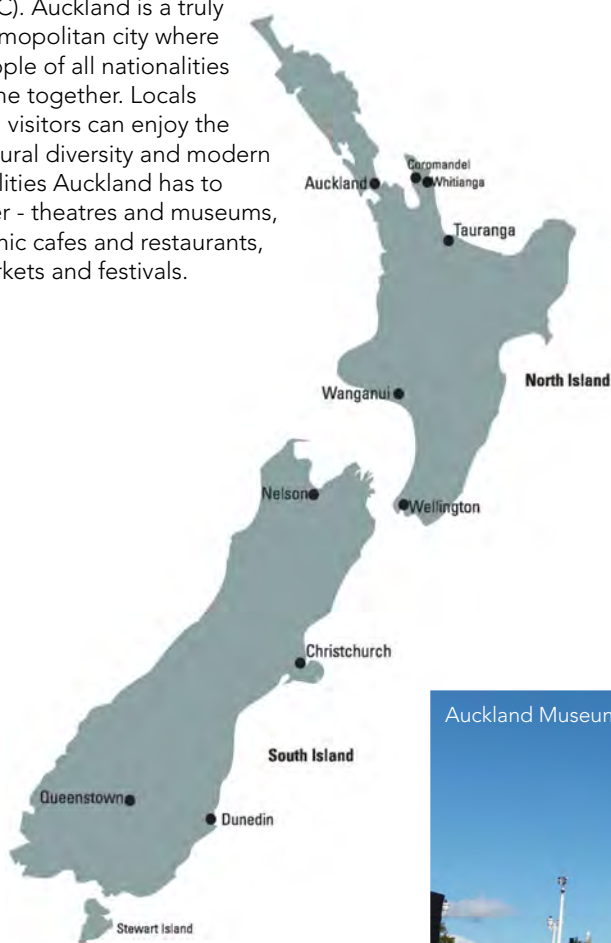 C). Auckland is a truly
where
of all nationalities
together. Locals
visitors can enjoy the
diversity and modern
Auckland has to
- theatres and museums,
cafes and restaurants,
and festivals.
Coromandel
Auckland
Whitianga
Tauranga
North Island
Wanganui
Nelson
Wellington
Christchurch
Auckland Museum
South Island
Queenstown
Dunedin
Stewart Island